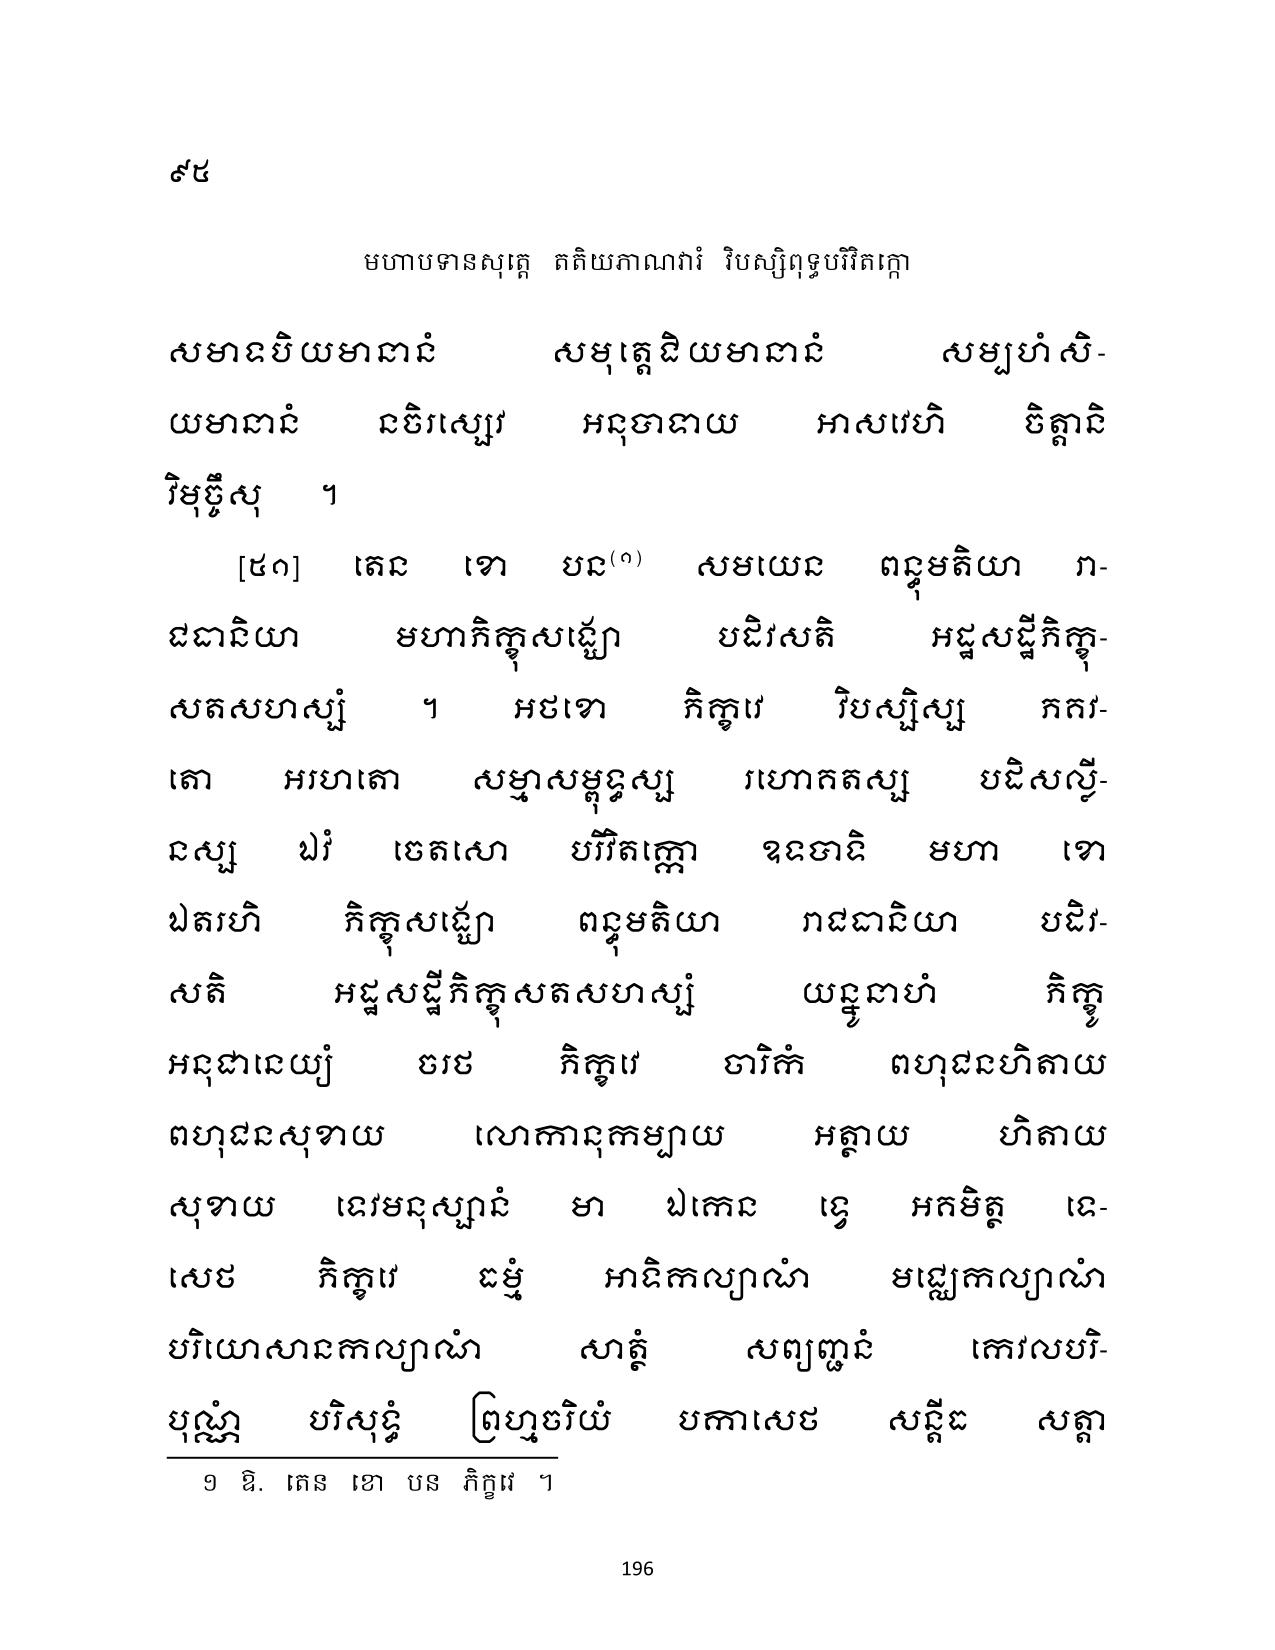 ៩៥
មហាបទានសុត្តេ តតិយភាណវារំ វិបស្សិពុទ្ធបរិវិតក្កោ
សមាទបិយមានានំ សមុត្តេជិយមានានំ សម្បហំសិ-
យមានានំ នចិរស្សេវ អនុបាទាយ អាសវេហិ ចិត្តានិ
វិមុច្ចឹសុ ។
[៥១] តេន ខោ បន(១) សមយេន ពន្ធុមតិយា រា-
ជធានិយា មហាភិក្ខុសង្ឃោ បដិវសតិ អដ្ឋសដ្ឋីភិក្ខុ-
សតសហស្សំ ។ អថខោ ភិក្ខវេ វិបស្សិស្ស ភគវ-
តោ អរហតោ សម្មាសម្ពុទ្ធស្ស រហោគតស្ស បដិសល្លី-
នស្ស ឯវំ ចេតសោ បរិវិតក្កោ ឧទបាទិ មហា ខោ
ឯតរហិ ភិក្ខុសង្ឃោ ពន្ធុមតិយា រាជធានិយា បដិវ-
សតិ អដ្ឋសដ្ឋីភិក្ខុសតសហស្សំ យន្នូនាហំ ភិក្ខូ
អនុជានេយ្យំ ចរថ ភិក្ខវេ ចារិកំ ពហុជនហិតាយ
ពហុជនសុខាយ លោកានុកម្បាយ អត្ថាយ ហិតាយ
សុខាយ ទេវមនុស្សានំ មា ឯកេន ទ្វេ អគមិត្ថ ទេ-
សេថ ភិក្ខវេ ធម្មំ អាទិកល្យាណំ មជ្ឈេកល្យាណំ
បរិយោសានកល្យាណំ សាត្ថំ សព្យញ្ជនំ កេវលបរិ-
បុណ្ណំ បរិសុទ្ធំ ព្រហ្មចរិយំ បកាសេថ សន្តីធ សត្តា
១ ឱ. តេន ខោ បន ភិក្ខវេ ។
196